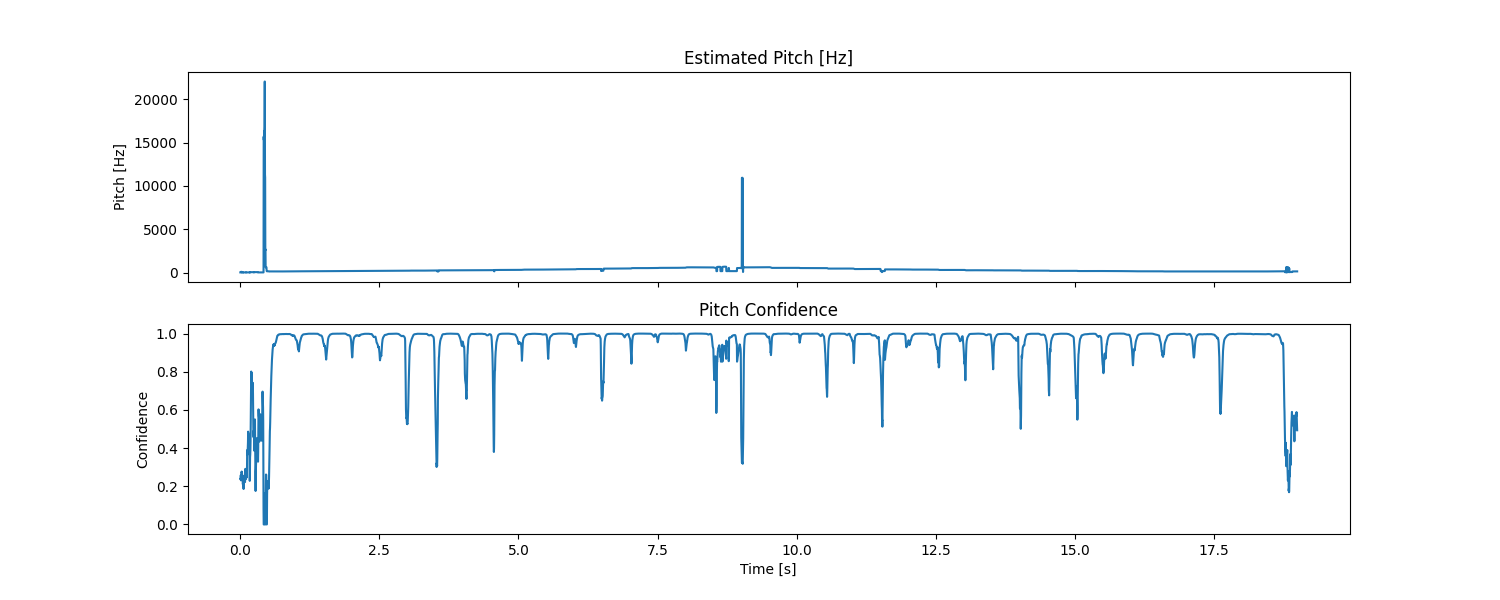 Estimated Pitch [Hz]
20000
15000
10000
5000
0
Pitch [Hz]
Pitch Confidence
1.0
0.8
0.6
0.4
0.2
0.0
Confidence
0.0 2.5 5.0 7.5 10.0 12.5 15.0 17.5
Time [s]